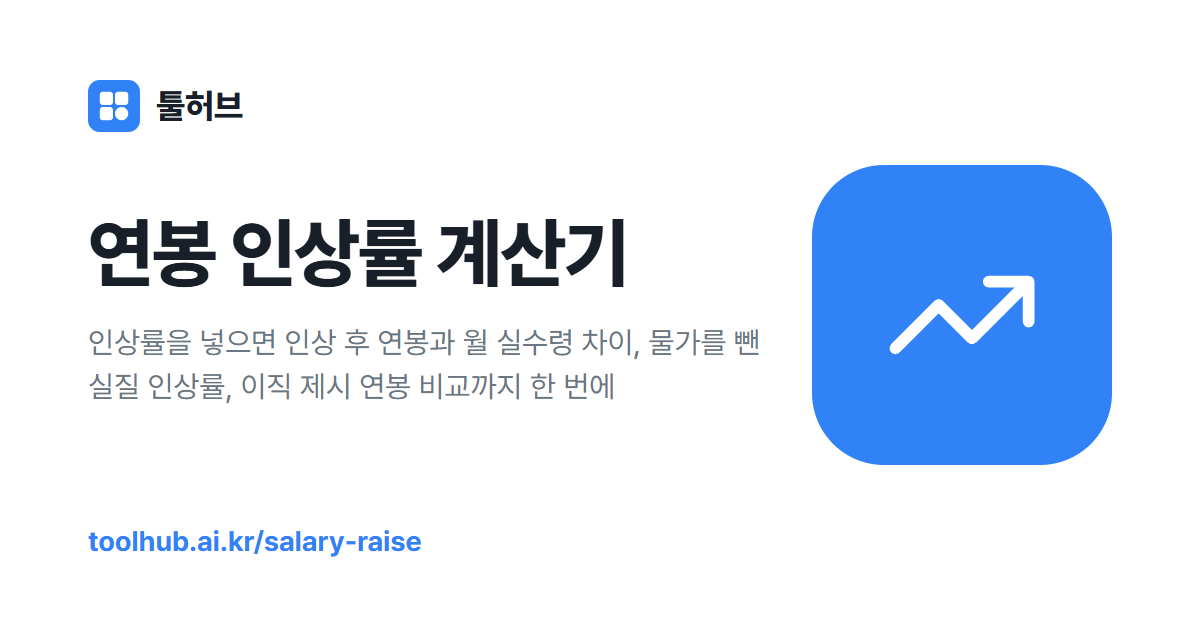 툴허브
연봉 인상률 계산기
인상률을 넣으면 인상 후 연봉과 월 실수령 차이, 물가를 뺀
실질 인상률, 이직 제시 연봉 비교까지 한 번에
toolhub.ai.kr/salary-raise